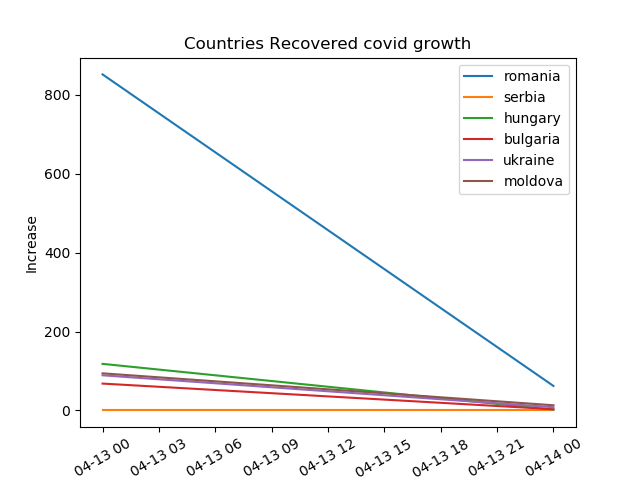 Countries Recovered covid growth
romania
serbia
hungary
bulgaria
ukraine
moldova
Increase
800
600
400
200
0
04-13 00
04-13 03
04-13 06
04-13 09
04-13 12
04-13 15
04-13 18
04-13 21
04-14 00